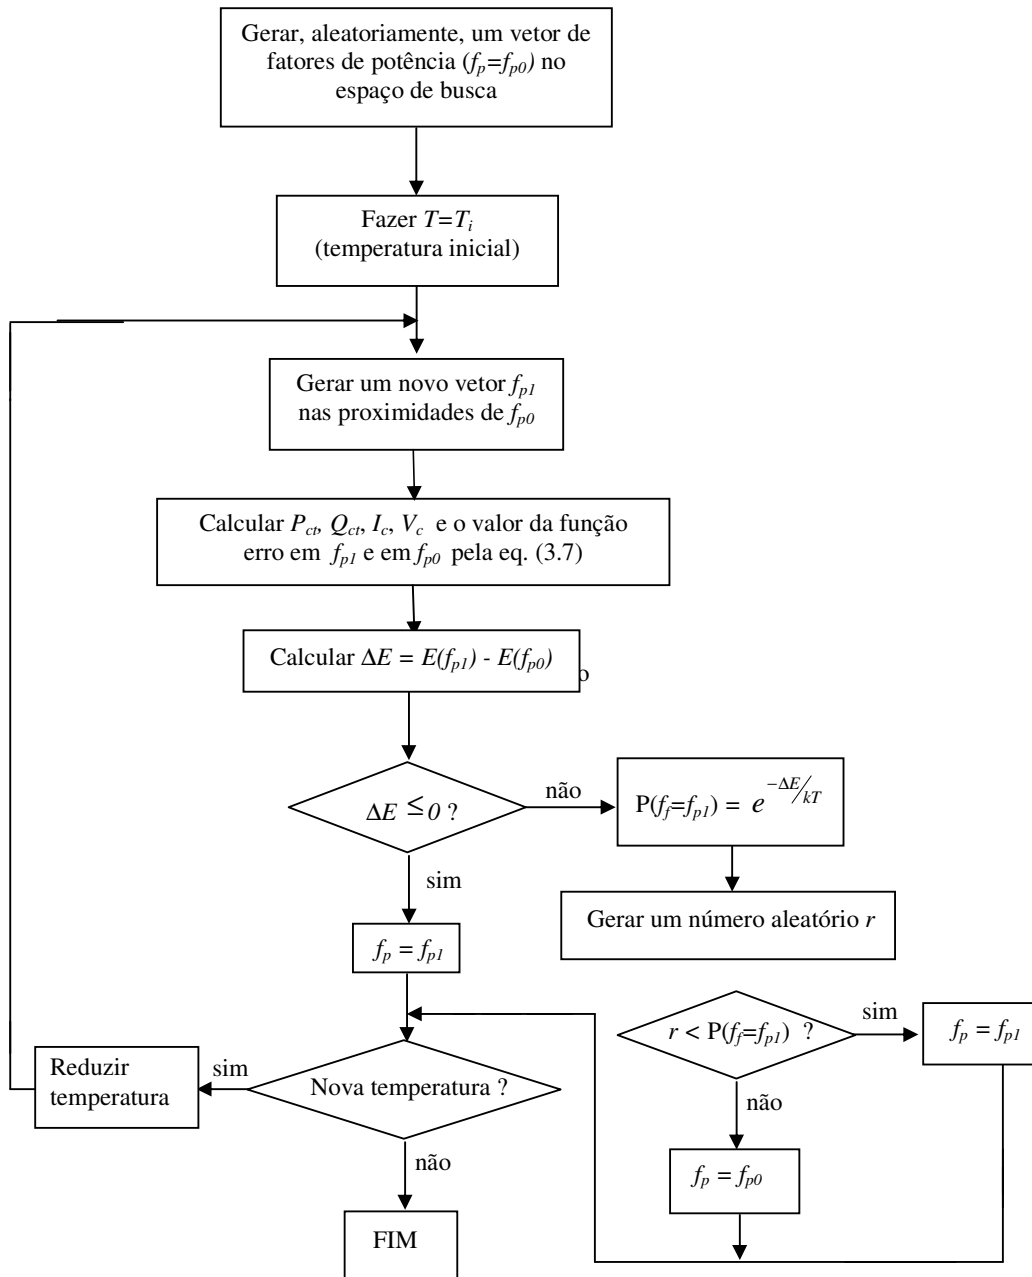 Gerar, aleatoriamente, um vetor de
fatores de potência (fp=fp0) no
espaço de busca
Fazer T=Ti
(temperatura inicial)
Gerar um novo vetor fp1
nas proximidades de fp0
Calcular Pct, Qct, Ic, Vc e o valor da função
erro em fp1 e em fp0 pela eq. (3.7)
Calcular ΔE = E(fp1) - E(fp0)
o
ΔE ≤0 ?
não
P(ff=fp1) = e^-ΔE/kT
sim
Gerar um número aleatório r
fp = fp1
r < P(ff=fp1) ?
sim
fp = fp1
Reduzir
temperatura
sim
Nova temperatura ?
não
não
fp = fp0
FIM